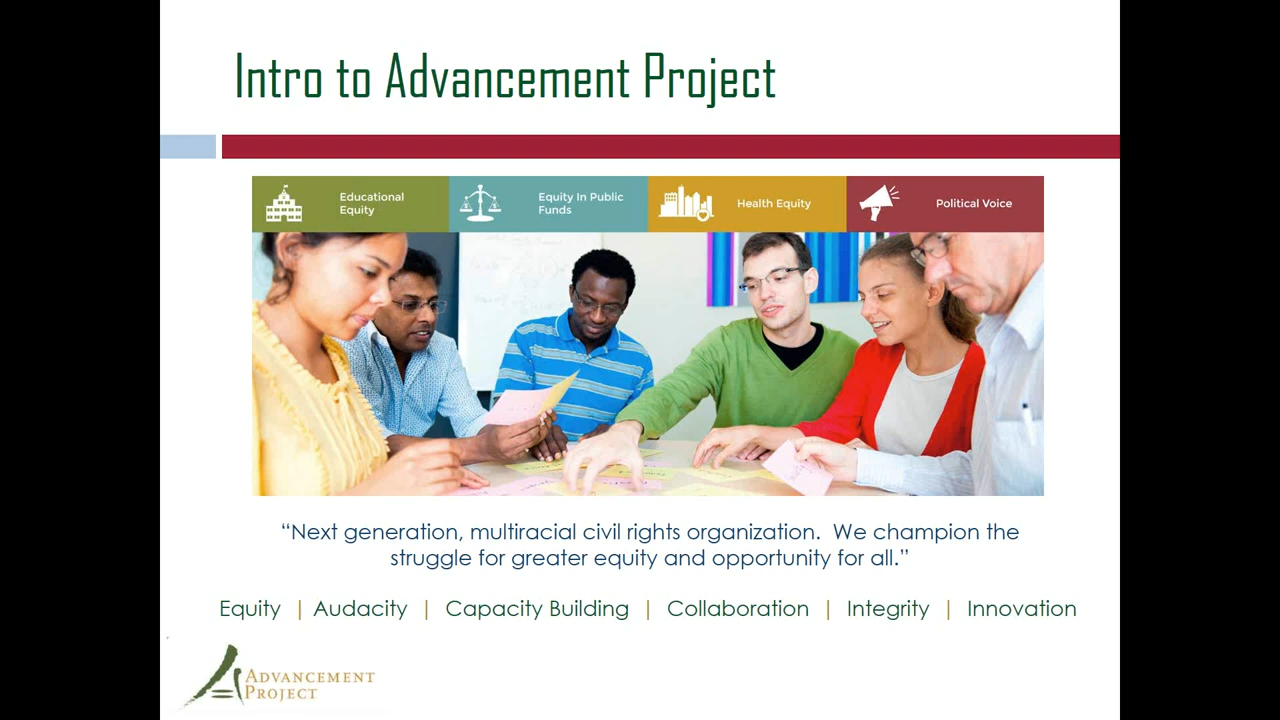 Intro to Advancement Project
Educational
Equity
Equity In Public
Funds
Health Equity
Political Voice
“Next generation, multiracial civil rights organization.  We champion the
struggle for greater equity and opportunity for all.”
Equity | Audacity | Capacity Building | Collaboration | Integrity | Innovation
ADVANCEMENT
PROJECT